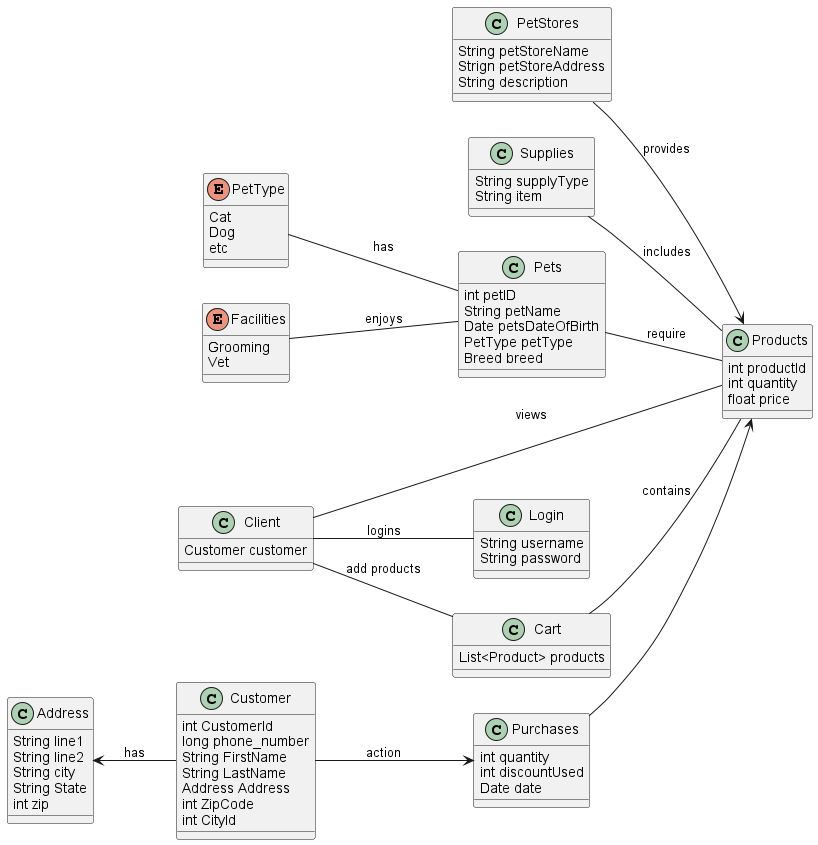 C PetStores
String petStoreName
Strign petStoreAddress
String description
provides
C Supplies
String supplyType
String item
includes
E PetType
Cat
Dog
etc
has
E Facilities
Grooming
Vet
enjoys
C Pets
int petID
String petName
Date petsDateOfBirth
PetType petType
Breed breed
require
C Products
int productId
int quantity
float price
views
C Client
Customer customer
logins
C Login
String username
String password
add products
contains
C Cart
List<Product> products
C Address
String line1
String line2
String city
String State
int zip
has
C Customer
int CustomerId
long phone_number
String FirstName
String LastName
Address Address
int ZipCode
int CityId
action
C Purchases
int quantity
int discountUsed
Date date